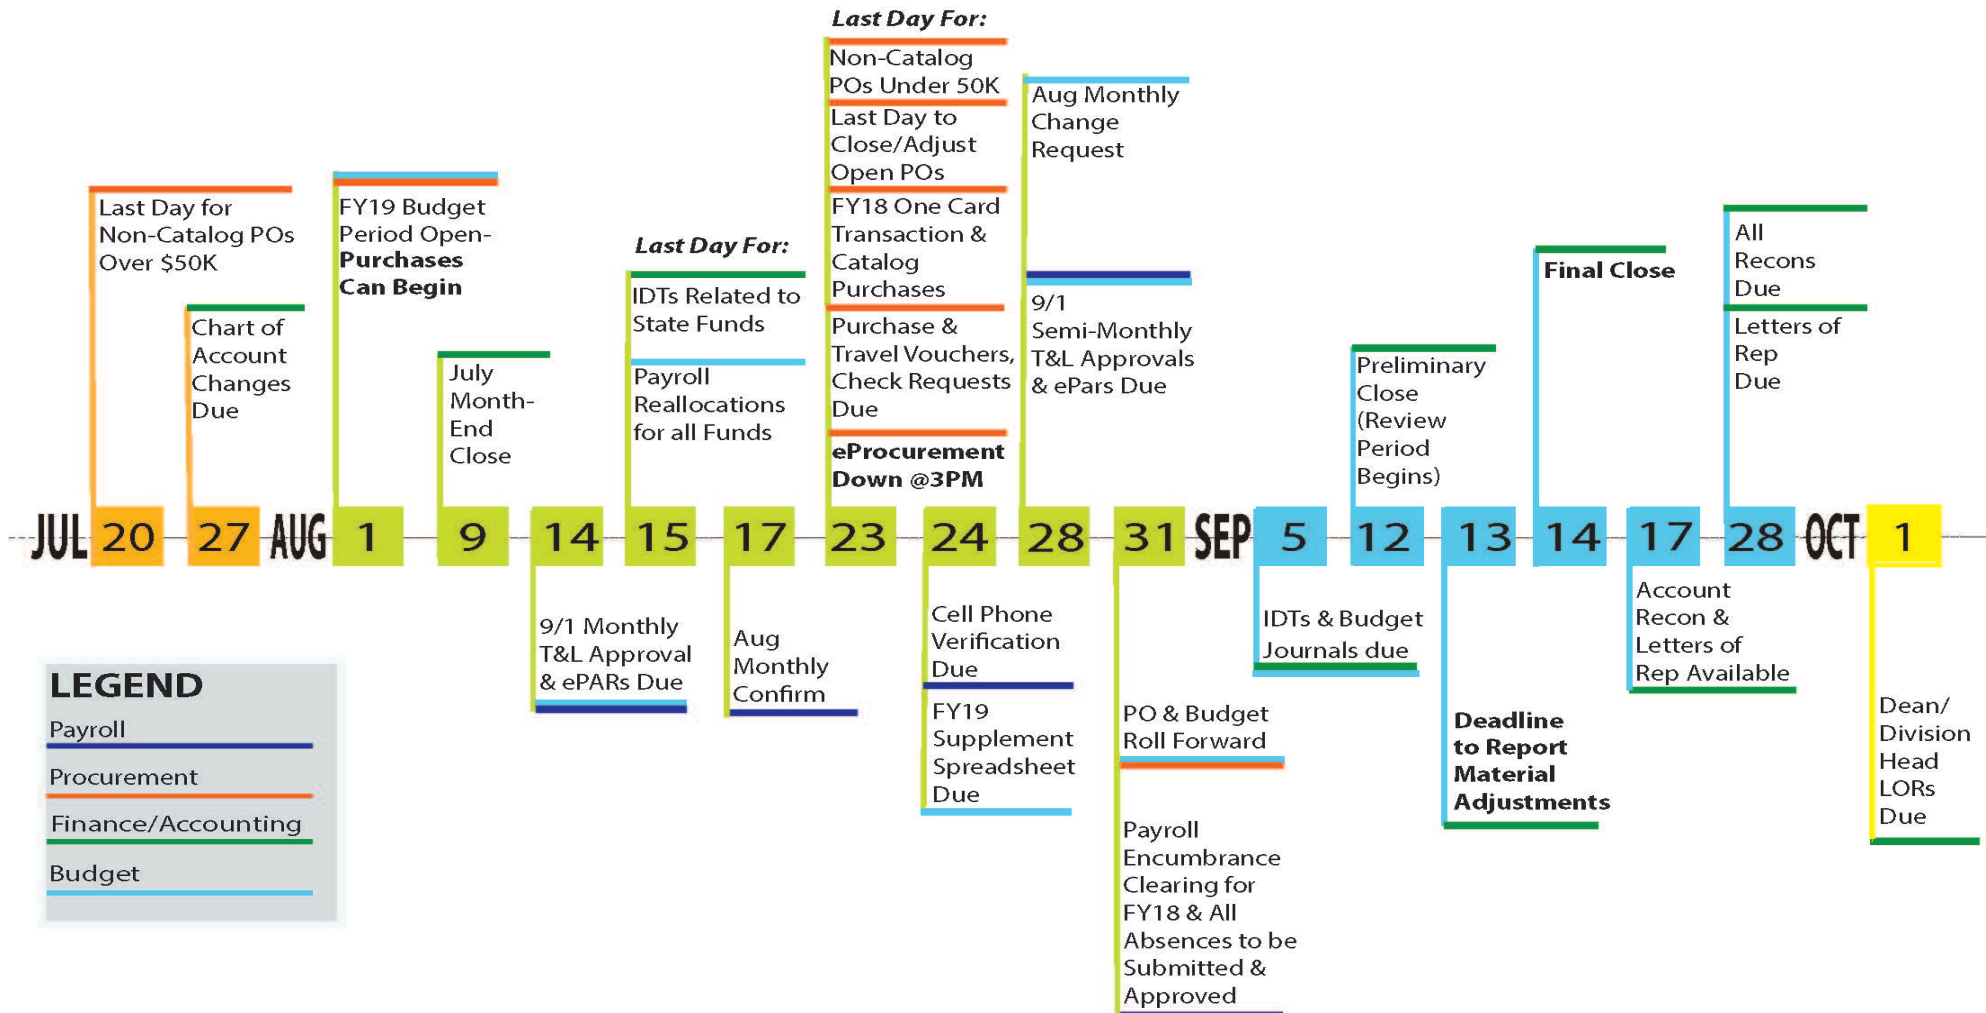 Last Day For:
Non-Catalog
POs Under 50K
Last Day to
Close/Adjust
Open POs
FY18 One Card
Transaction &
Catalog
Purchases
Purchase &
Travel Vouchers,
Check Requests
Due
eProcurement
Down @3PM
Aug Monthly
Change
Request
9/1
Semi-Monthly
T&L Approvals
& ePars Due
Last Day for
Non-Catalog POs
Over $50K
Chart of
Account
Changes
Due
FY19 Budget
Period Open-
Purchases
Can Begin
July
Month-
End
Close
Last Day For:
IDTs Related to
State Funds
Payroll
Reallocations
for all Funds
Preliminary
Close
(Review
Period
Begins)
Final Close
All
Recons
Due
Letters of
Rep
Due
JUL 20 27 AUG 1 9 14 15 17 23 24 28 31 SEP 5 12 13 14 17 28 OCT 1
9/1 Monthly
T&L Approval
& ePARs Due
Aug
Monthly
Confirm
Cell Phone
Verification
Due
FY19
Supplement
Spreadsheet
Due
PO & Budget
Roll Forward
Payroll
Encumbrance
Clearing for
FY18 & All
Absences to be
Submitted &
Approved
IDTs & Budget
Journals due
Deadline
to Report
Material
Adjustments
Account
Recon &
Letters of
Rep Available
Dean/
Division
Head
LORs
Due
LEGEND
Payroll
Procurement
Finance/Accounting
Budget